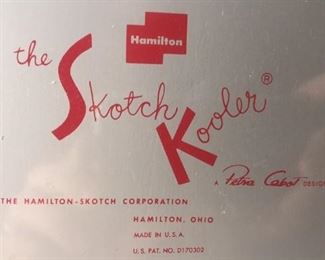 Hamilton
the Skotch Kooler®
A Petra Cabot DESIGN
THE HAMILTON-SKOTCH CORPORATION
HAMILTON, OHIO
MADE IN U.S.A.
U.S. PAT. NO. D170302